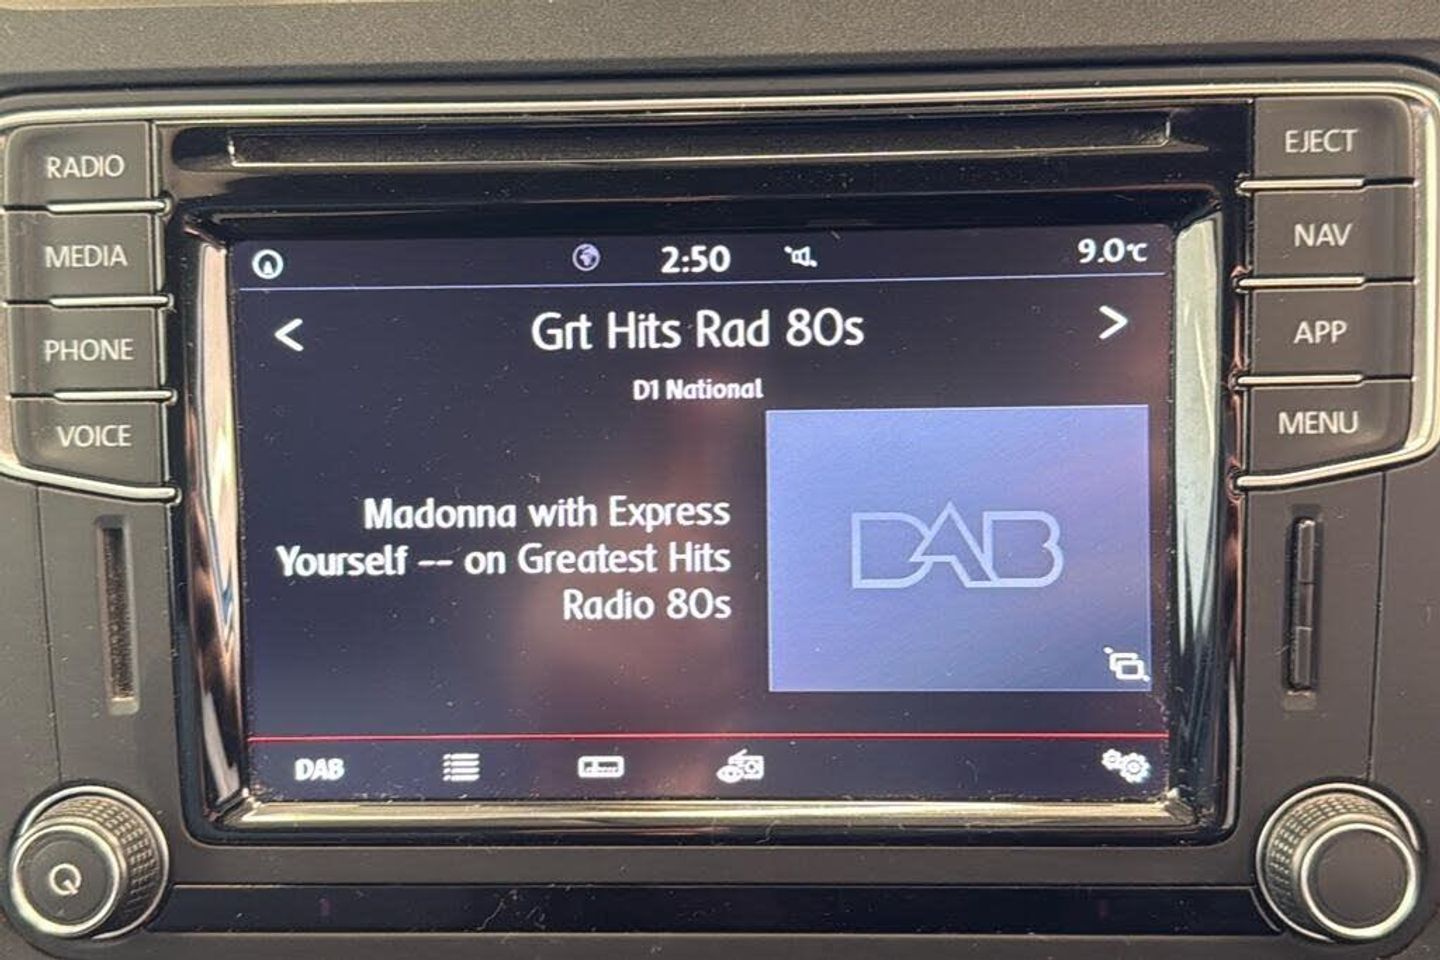 RADIO
MEDIA
PHONE
VOICE
EJECT
NAV
APP
MENU
2:50
9.0°C
< Grt Hits Rad 80s >
D1 National
Madonna with Express
Yourself -- on Greatest Hits
Radio 80s
DAB
DAB